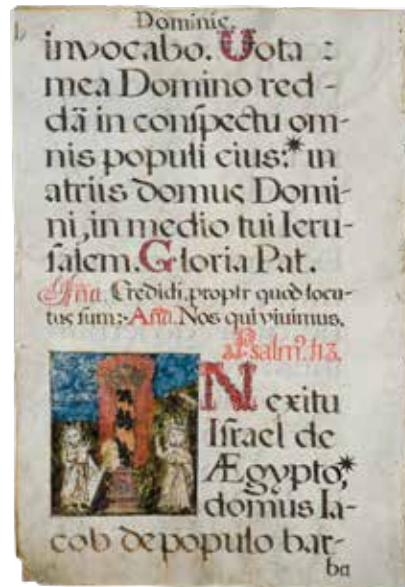 Dominic.
invocabo. Uota
mea Domino red-
dã in conſpectu om-
nis populi eius:* in
atriis domus Domi-
ni, in medio tui Ieru-
ſalem. Gloria Pat.
Aña. Credidi, proptr quod locu-
tus sum:- Aña. Nos qui viuimus.
Psalm. 113.
N exitu
Iſrael de
Ægypto,*
domus Ia-
cob de populo bar-
ba